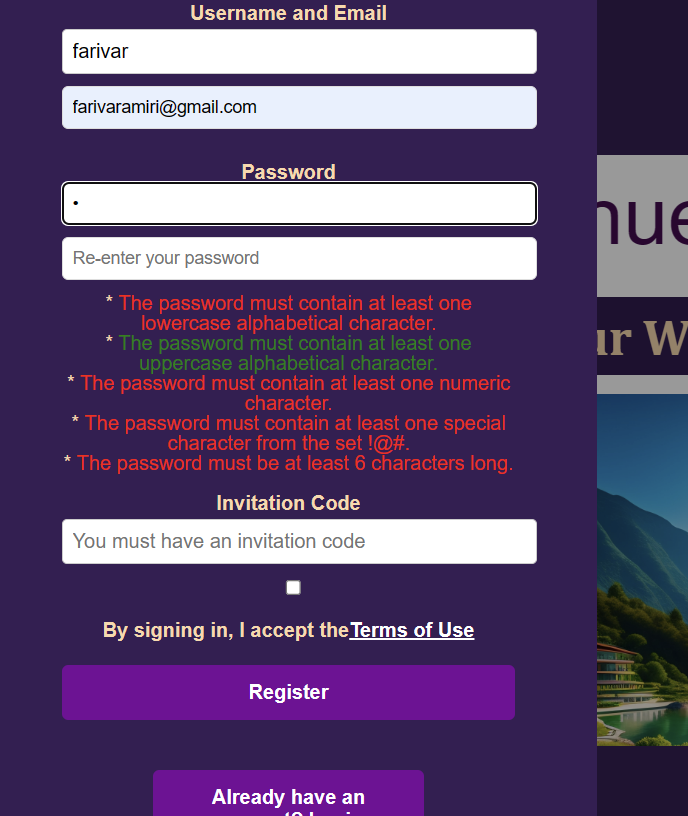 Username and Email
farivar
farivaramiri@gmail.com
Password
Re-enter your password
* The password must contain at least one
lowercase alphabetical character.
* The password must contain at least one
uppercase alphabetical character.
* The password must contain at least one numeric
character.
* The password must contain at least one special
character from the set !@#.
* The password must be at least 6 characters long.
Invitation Code
You must have an invitation code
By signing in, I accept theTerms of Use
Register
Already have an